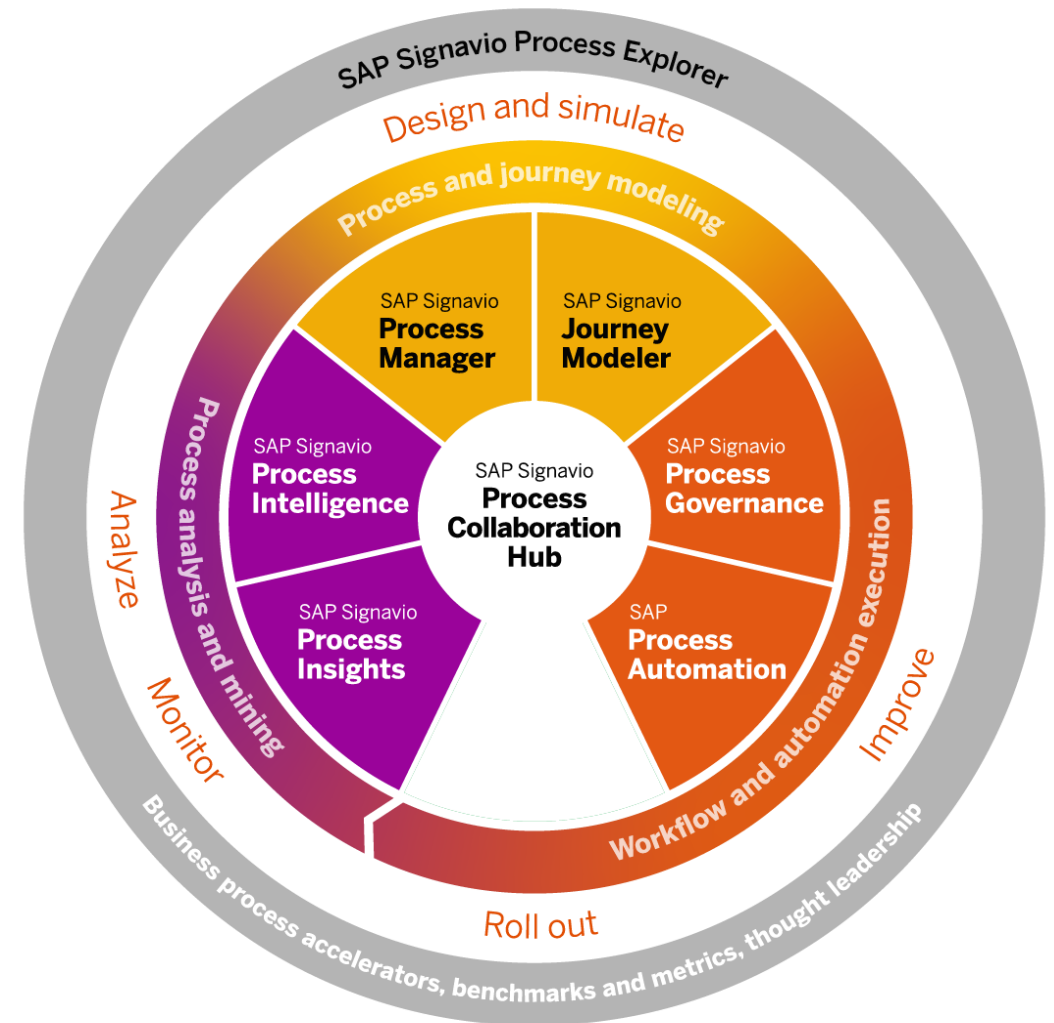 SAP Signavio Process Explorer
Design and simulate
Process and journey modeling
SAP Signavio
Process
Manager
SAP Signavio
Journey
Modeler
SAP Signavio
Process
Intelligence
SAP Signavio
Process
Governance
SAP Signavio
Process
Collaboration
Hub
SAP Signavio
Process
Insights
SAP
Process
Automation
Process analysis and mining
Workflow and automation execution
Analyze
Monitor
Improve
Roll out
Business process accelerators, benchmarks and metrics, thought leadership